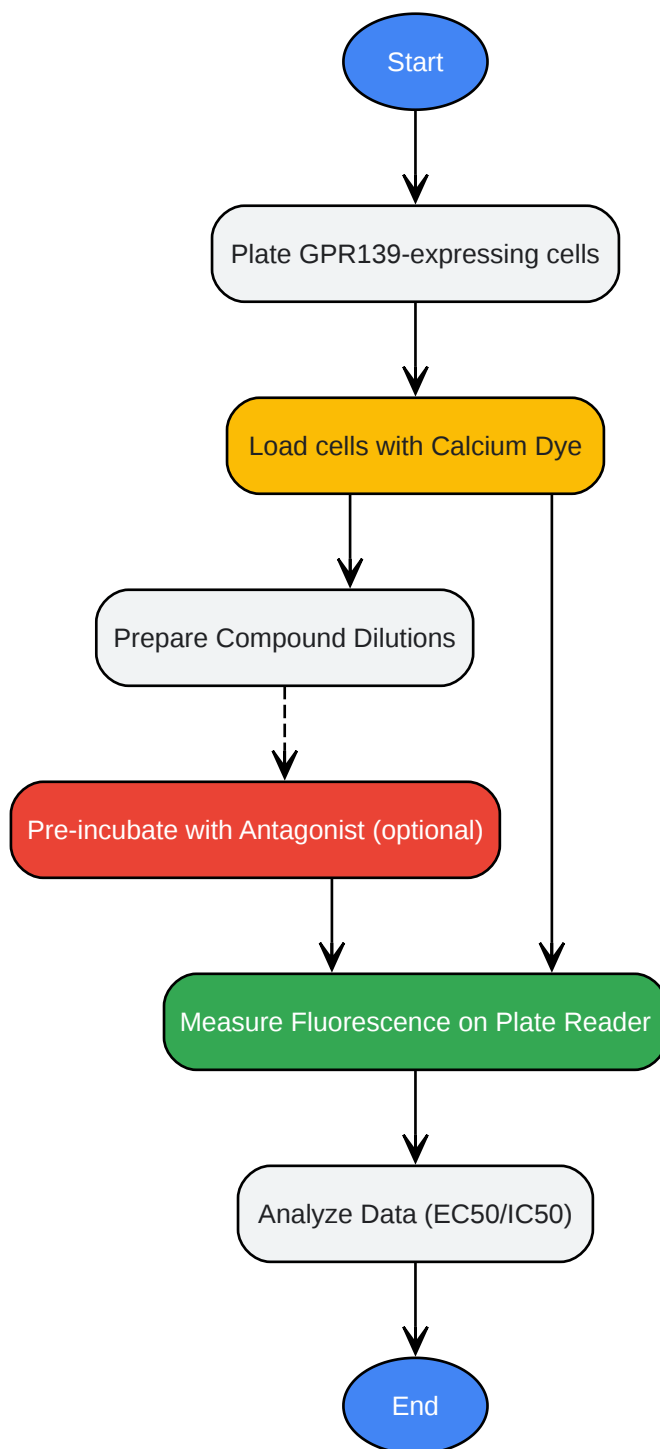 Start
Plate GPR139-expressing cells
Load cells with Calcium Dye
Prepare Compound Dilutions
Pre-incubate with Antagonist (optional)
Measure Fluorescence on Plate Reader
Analyze Data (EC50/IC50)
End